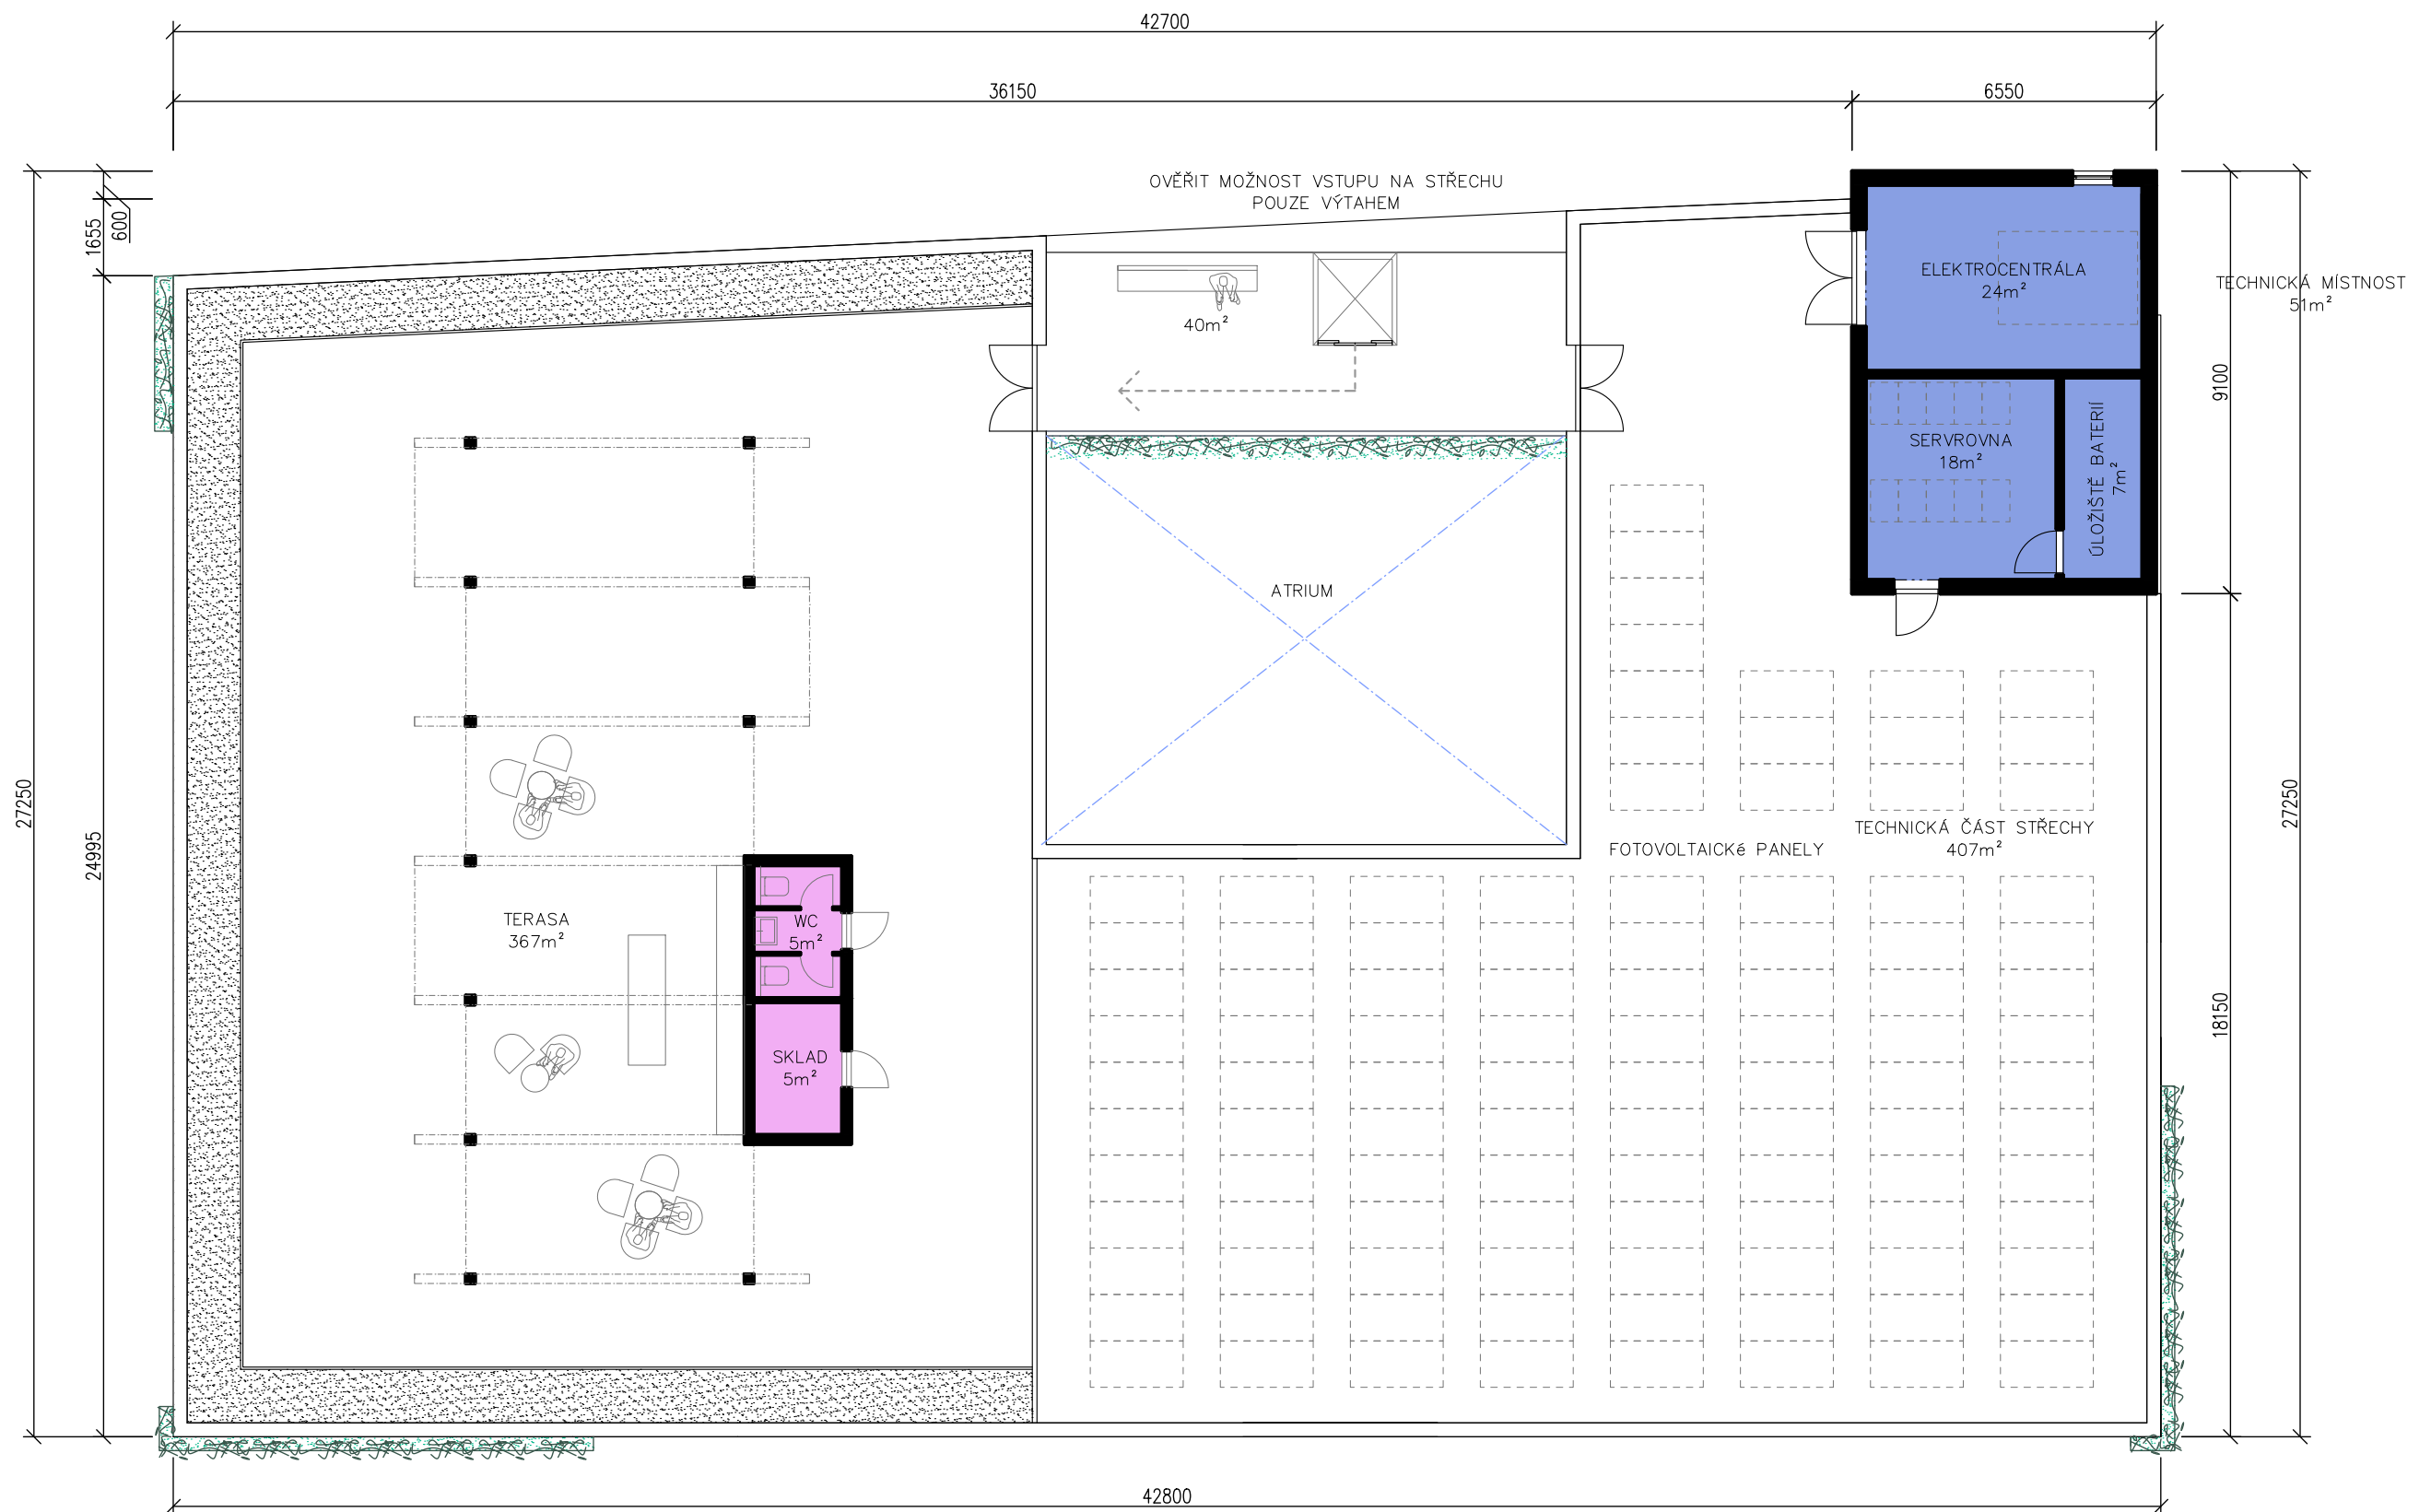 42700
36150
6550
OVĚŘIT MOŽNOST VSTUPU NA STŘECHU
POUZE VÝTAHEM
1655
600
ELEKTROCENTRÁLA
24m²
TECHNICKÁ MÍSTNOST
51m²
40m²
9100
SERVROVNA
18m²
ÚLOŽIŠTĚ BATERIÍ
7m²
ATRIUM
27250
24995
27250
TECHNICKÁ ČÁST STŘECHY
407m²
FOTOVOLTAICKé PANELY
TERASA
367m²
WC
5m²
18150
SKLAD
5m²
42800